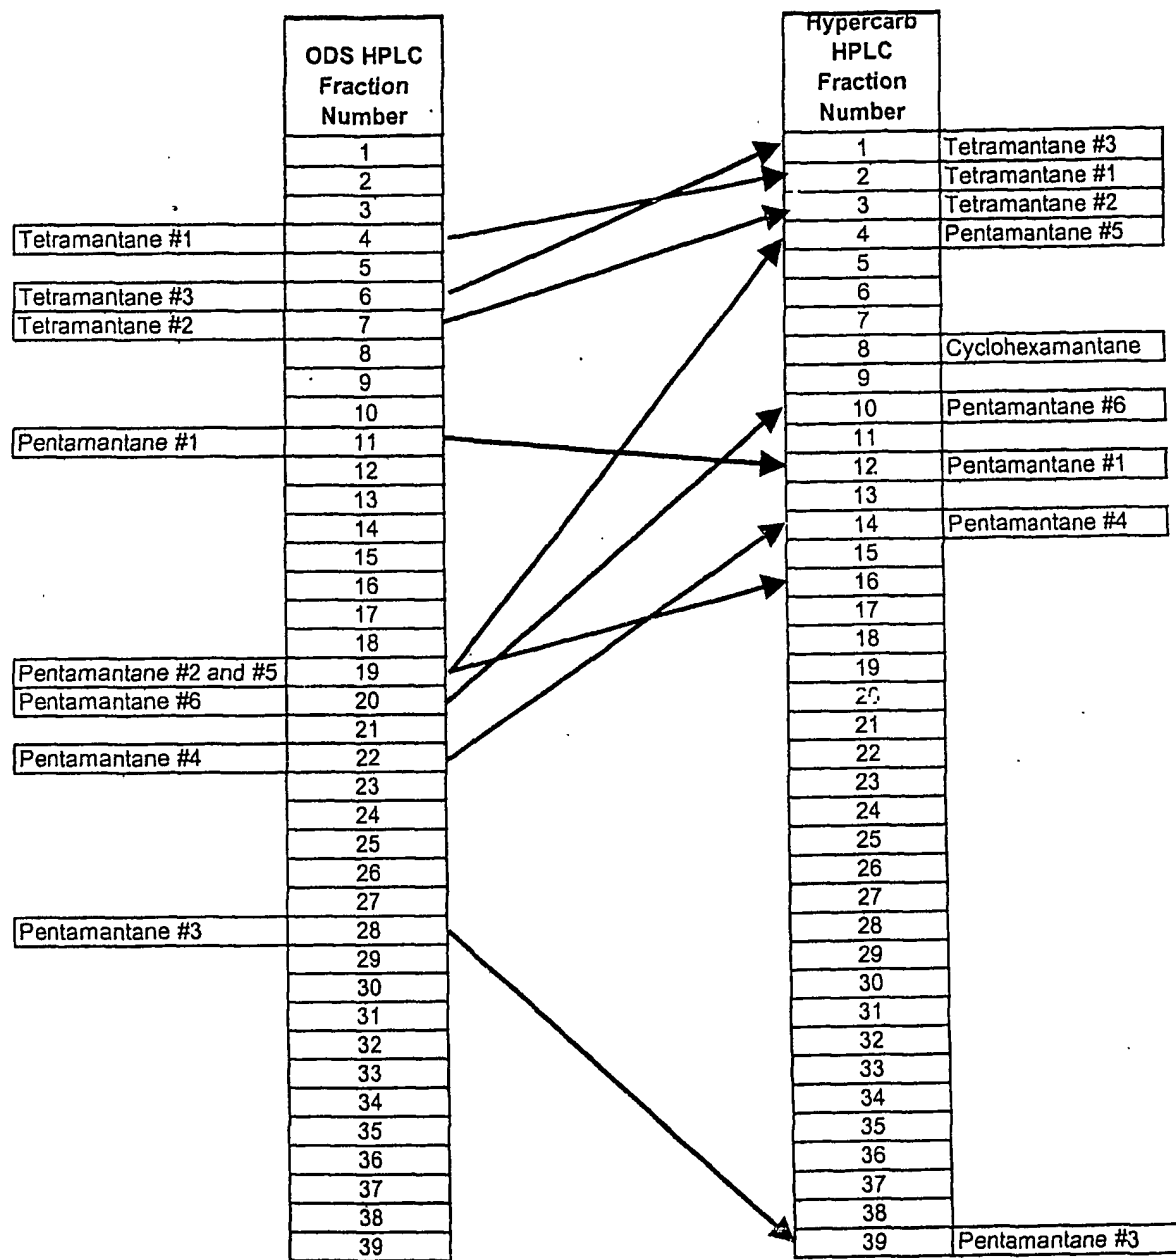 ODS HPLC
Fraction
Number
1
2
3
Tetramantane #1 4
5
Tetramantane #3 6
Tetramantane #2 7
8
9
10
Pentamantane #1 11
12
13
14
15
16
17
18
Pentamantane #2 and #5 19
Pentamantane #6 20
21
Pentamantane #4 22
23
24
25
26
27
Pentamantane #3 28
29
30
31
32
33
34
35
36
37
38
39
Hypercarb
HPLC
Fraction
Number
1 Tetramantane #3
2 Tetramantane #1
3 Tetramantane #2
4 Pentamantane #5
5
6
7
8 Cyclohexamantane
9
10 Pentamantane #6
11
12 Pentamantane #1
13
14 Pentamantane #4
15
16
17
18
19
20
21
22
23
24
25
26
27
28
29
30
31
32
33
34
35
36
37
38
39 Pentamantane #3